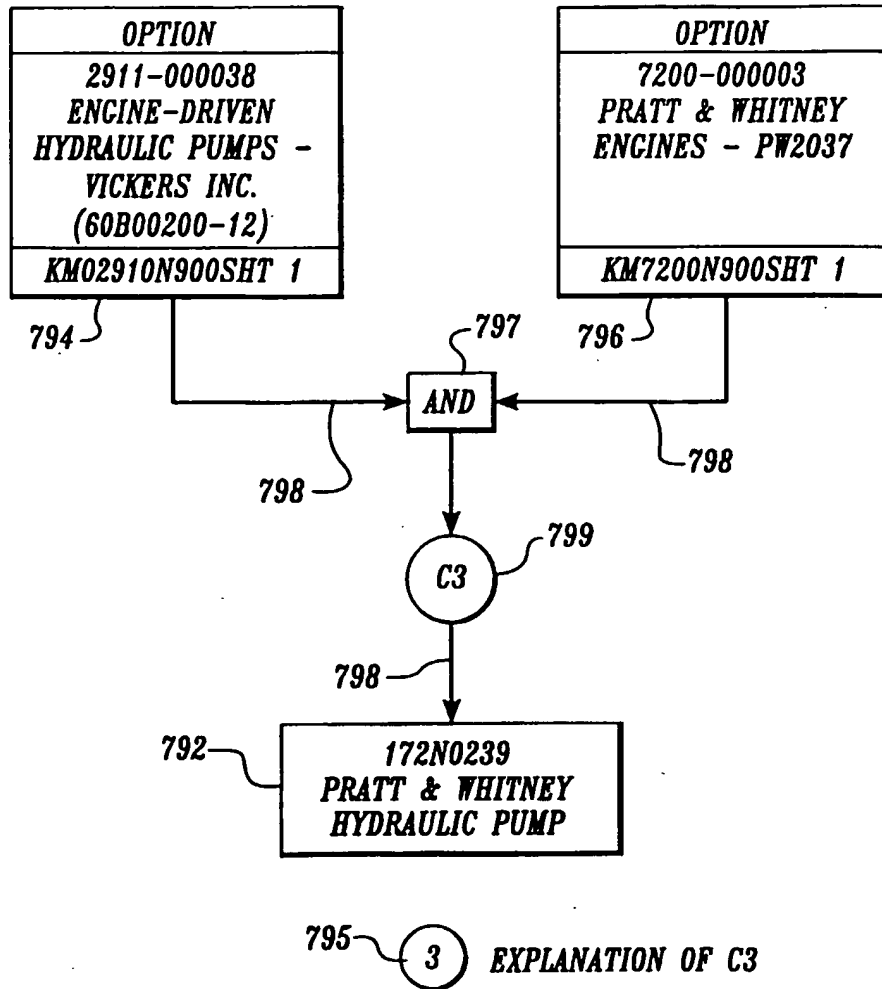 OPTION
2911-000038
ENGINE-DRIVEN
HYDRAULIC PUMPS -
VICKERS INC.
(60B00200-12)
KM02910N900SHT 1
794
OPTION
7200-000003
PRATT & WHITNEY
ENGINES - PW2037
KM7200N900SHT 1
796
797
AND
798
798
799
C3
798
792
172N0239
PRATT & WHITNEY
HYDRAULIC PUMP
795
3 EXPLANATION OF C3